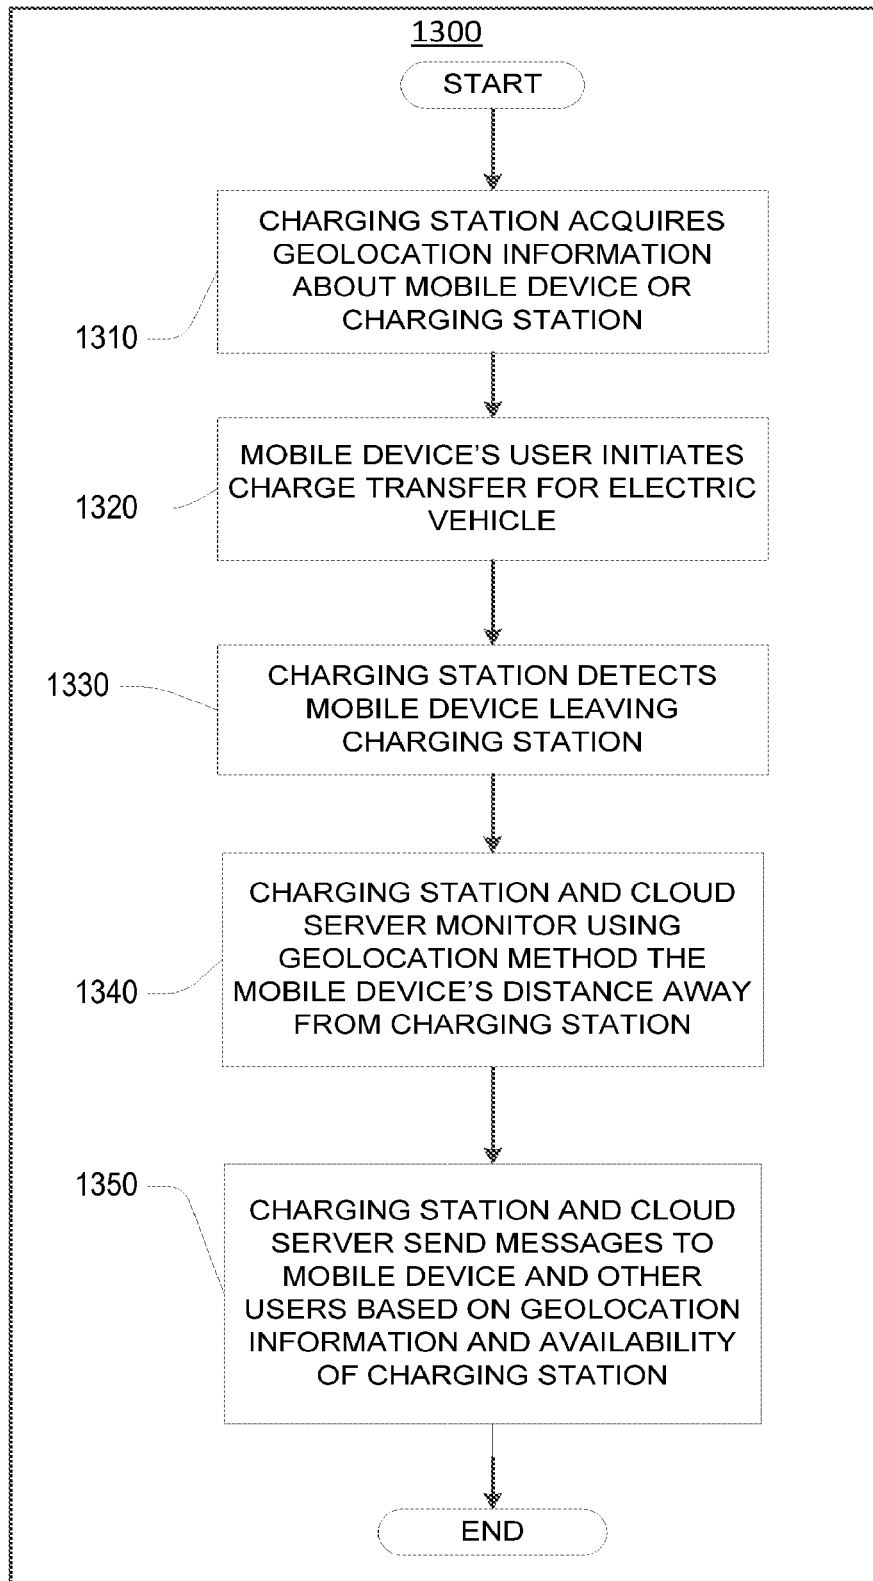 1300
START
CHARGING STATION ACQUIRES
GEOLOCATION INFORMATION
ABOUT MOBILE DEVICE OR
CHARGING STATION
1310
MOBILE DEVICE'S USER INITIATES
CHARGE TRANSFER FOR ELECTRIC
VEHICLE
1320
CHARGING STATION DETECTS
MOBILE DEVICE LEAVING
CHARGING STATION
1330
CHARGING STATION AND CLOUD
SERVER MONITOR USING
GEOLOCATION METHOD THE
MOBILE DEVICE'S DISTANCE AWAY
FROM CHARGING STATION
1340
CHARGING STATION AND CLOUD
SERVER SEND MESSAGES TO
MOBILE DEVICE AND OTHER
USERS BASED ON GEOLOCATION
INFORMATION AND AVAILABILITY
OF CHARGING STATION
1350
END